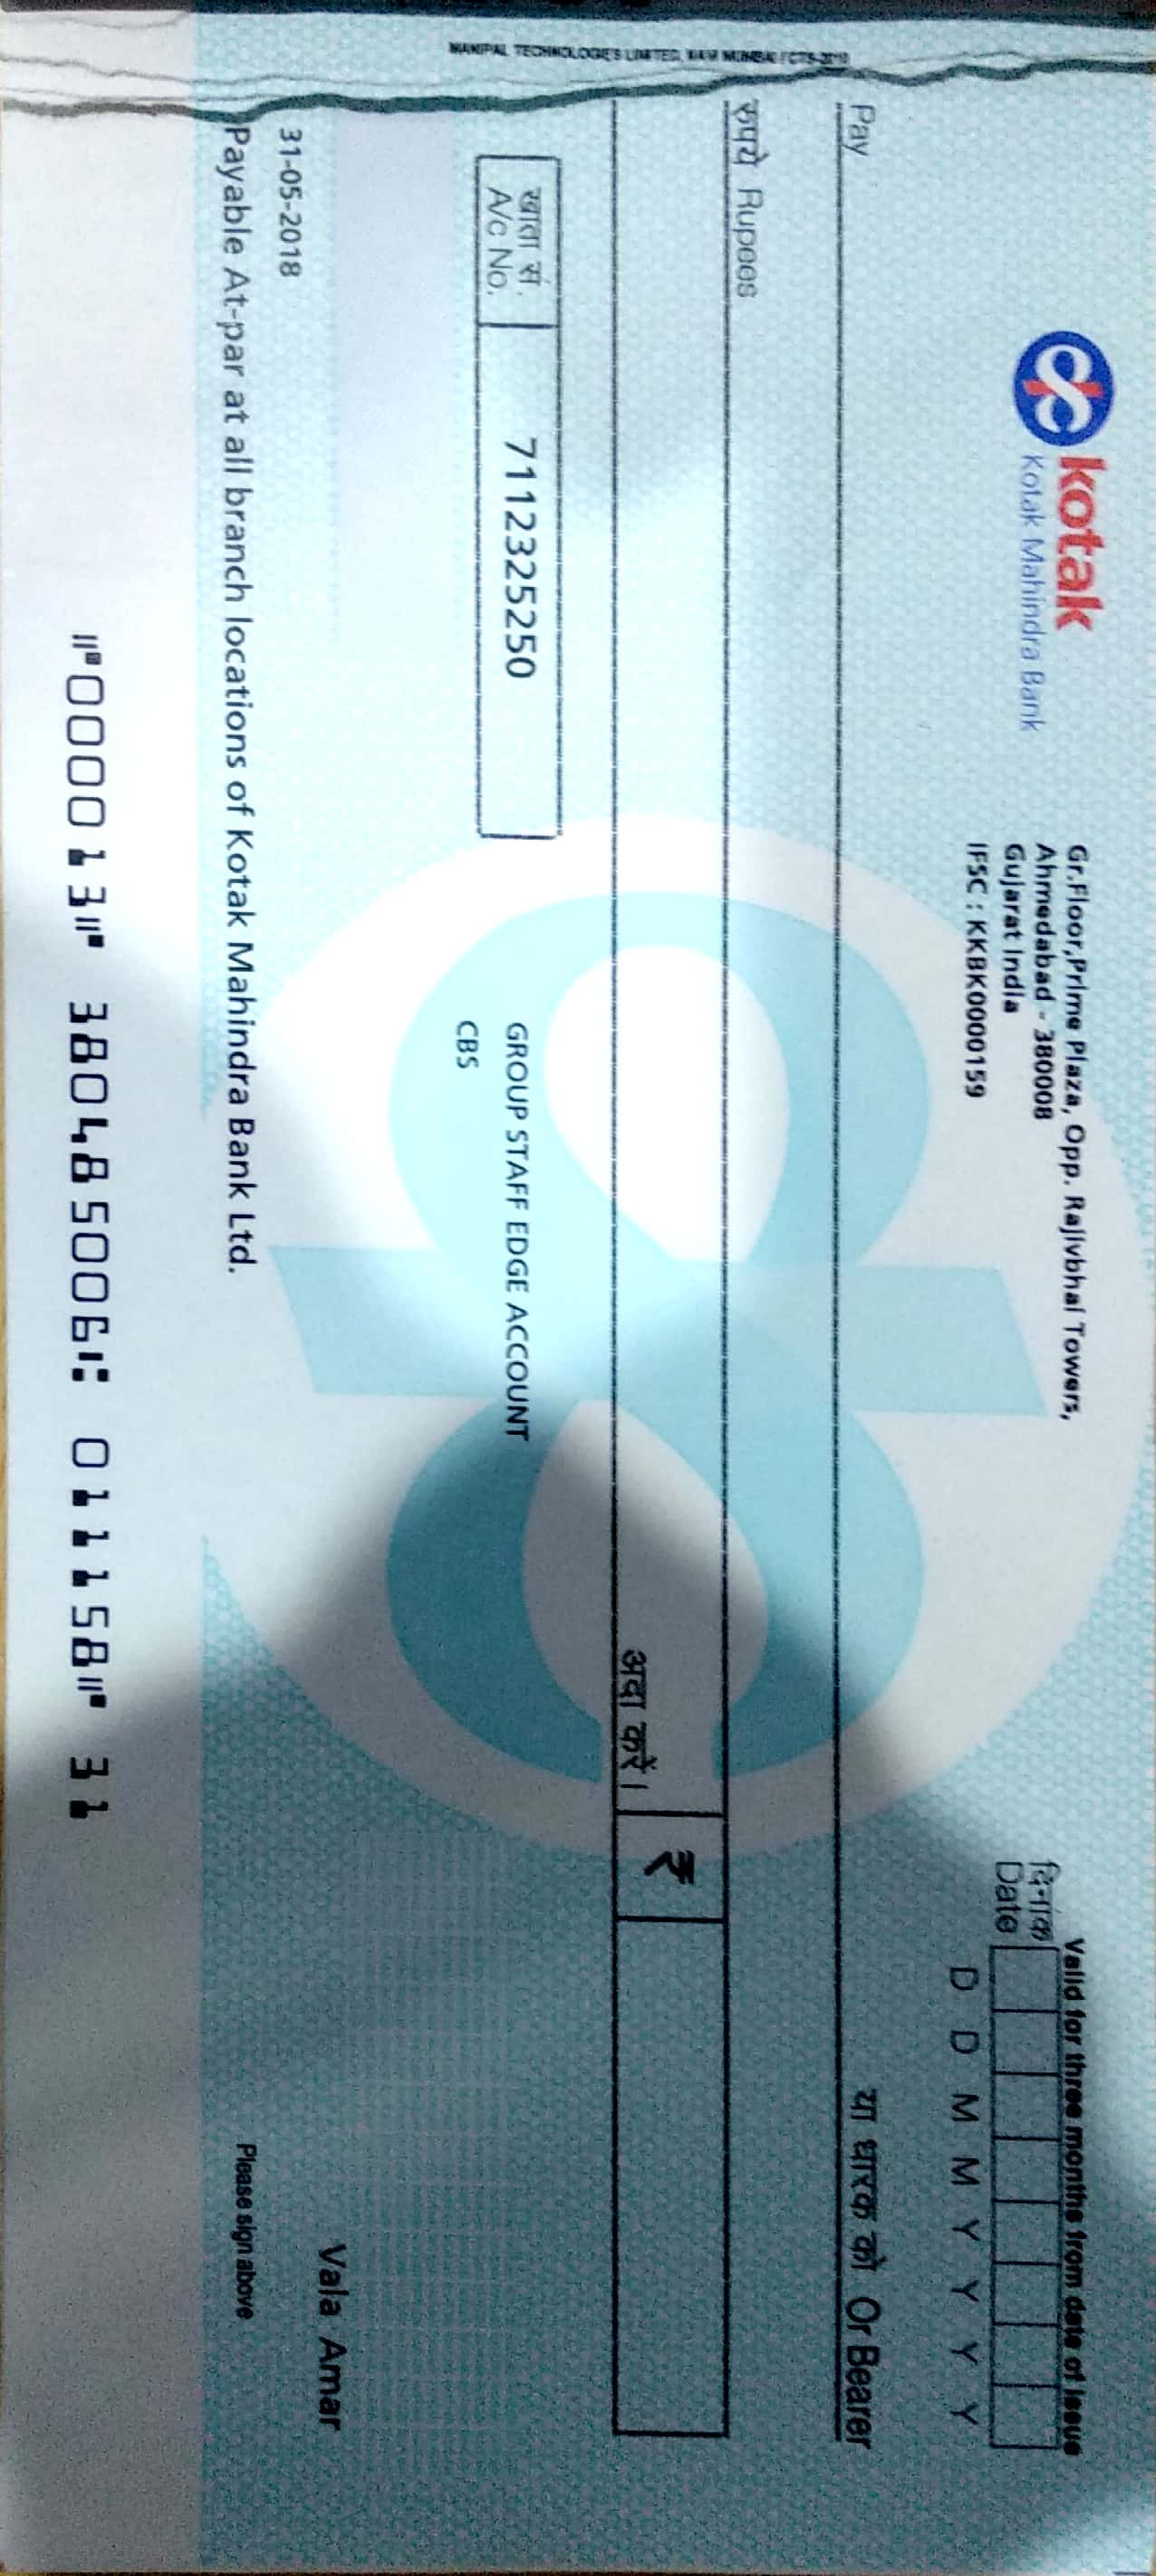 MANIPAL TECHNOLOGIES LIMITED, MUMBAI / CTS-2010
kotak
Kotak Mahindra Bank
Gr.Floor,Prime Plaza, Opp. Rajivbhai Towers,
Ahmedabad - 380008
Gujarat India
IFSC : KKBK0000159
Valid for three months from date of issue
दिनांक
Date
D D M M Y Y Y Y
Pay
या धारक को Or Bearer
रुपये Rupees
अदा करें।
₹
खाता सं.
A/c No.
7112325250
GROUP STAFF EDGE ACCOUNT
CBS
31-05-2018
Vala Amar
Payable At-par at all branch locations of Kotak Mahindra Bank Ltd.
Please sign above
⑈000013⑈ 380485006⑆ 011158⑈ 31